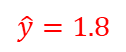 ŷ = 1.8